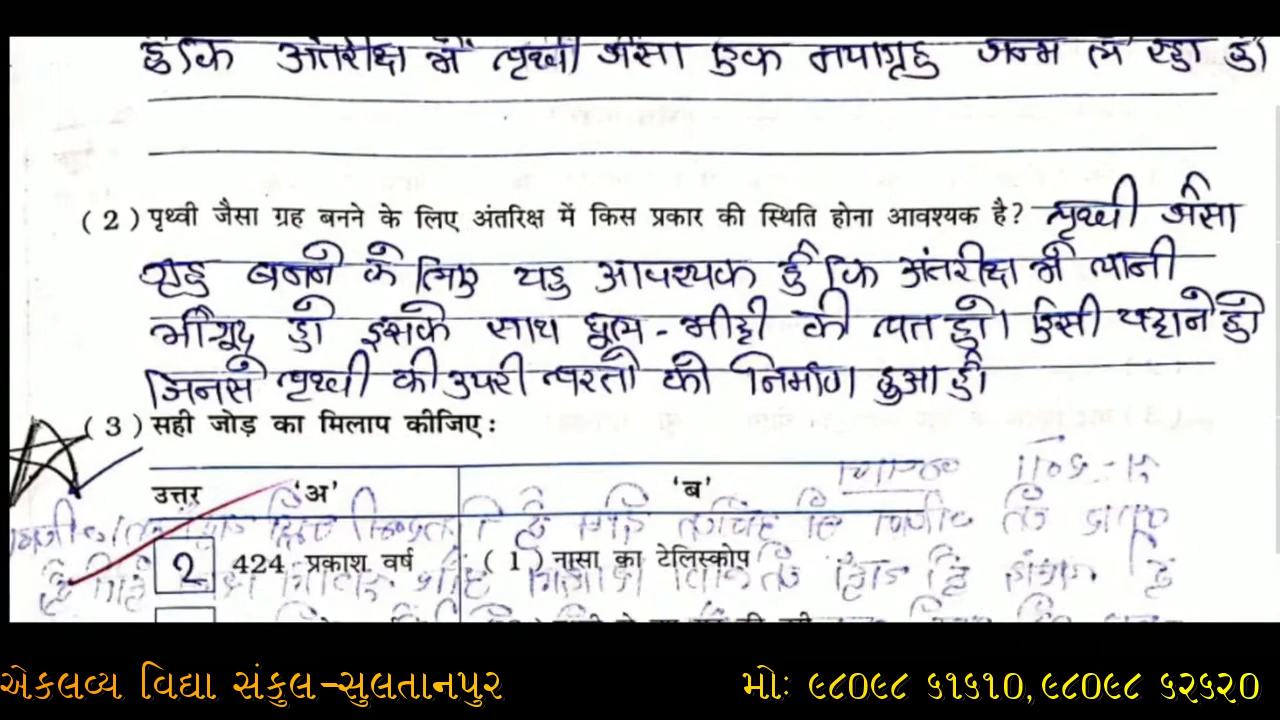 है कि अंतरीक्ष में पृथ्वी जैसा एक नयाग्रह जन्म ले रहा है।
( 2 ) पृथ्वी जैसा ग्रह बनने के लिए अंतरिक्ष में किस प्रकार की स्थिति होना आवश्यक है? पृथ्वी जैसा
ग्रह बनने के लिए यह आवश्यक है कि अंतरीक्ष में पानी
मौजूद हो इसके साथ धूल-मीट्टी की परत हो। इसी चट्टाने हो
जिनसे पृथ्वी की उपरी परतो को निर्माण हुआ है।
( 3 ) सही जोड़ का मिलाप कीजिए :
उत्तर 'अ' 'ब'
2 424 प्रकाश वर्ष ( 1 ) नासा का टेलिस्कोप
એકલવ્ય વિદ્યા સંકુલ-સુલતાનપુર મોઃ ૯૮૦૯૮ ૬૧૬૧૦, ૯૮૦૯૮ ૬૨૬૨૦